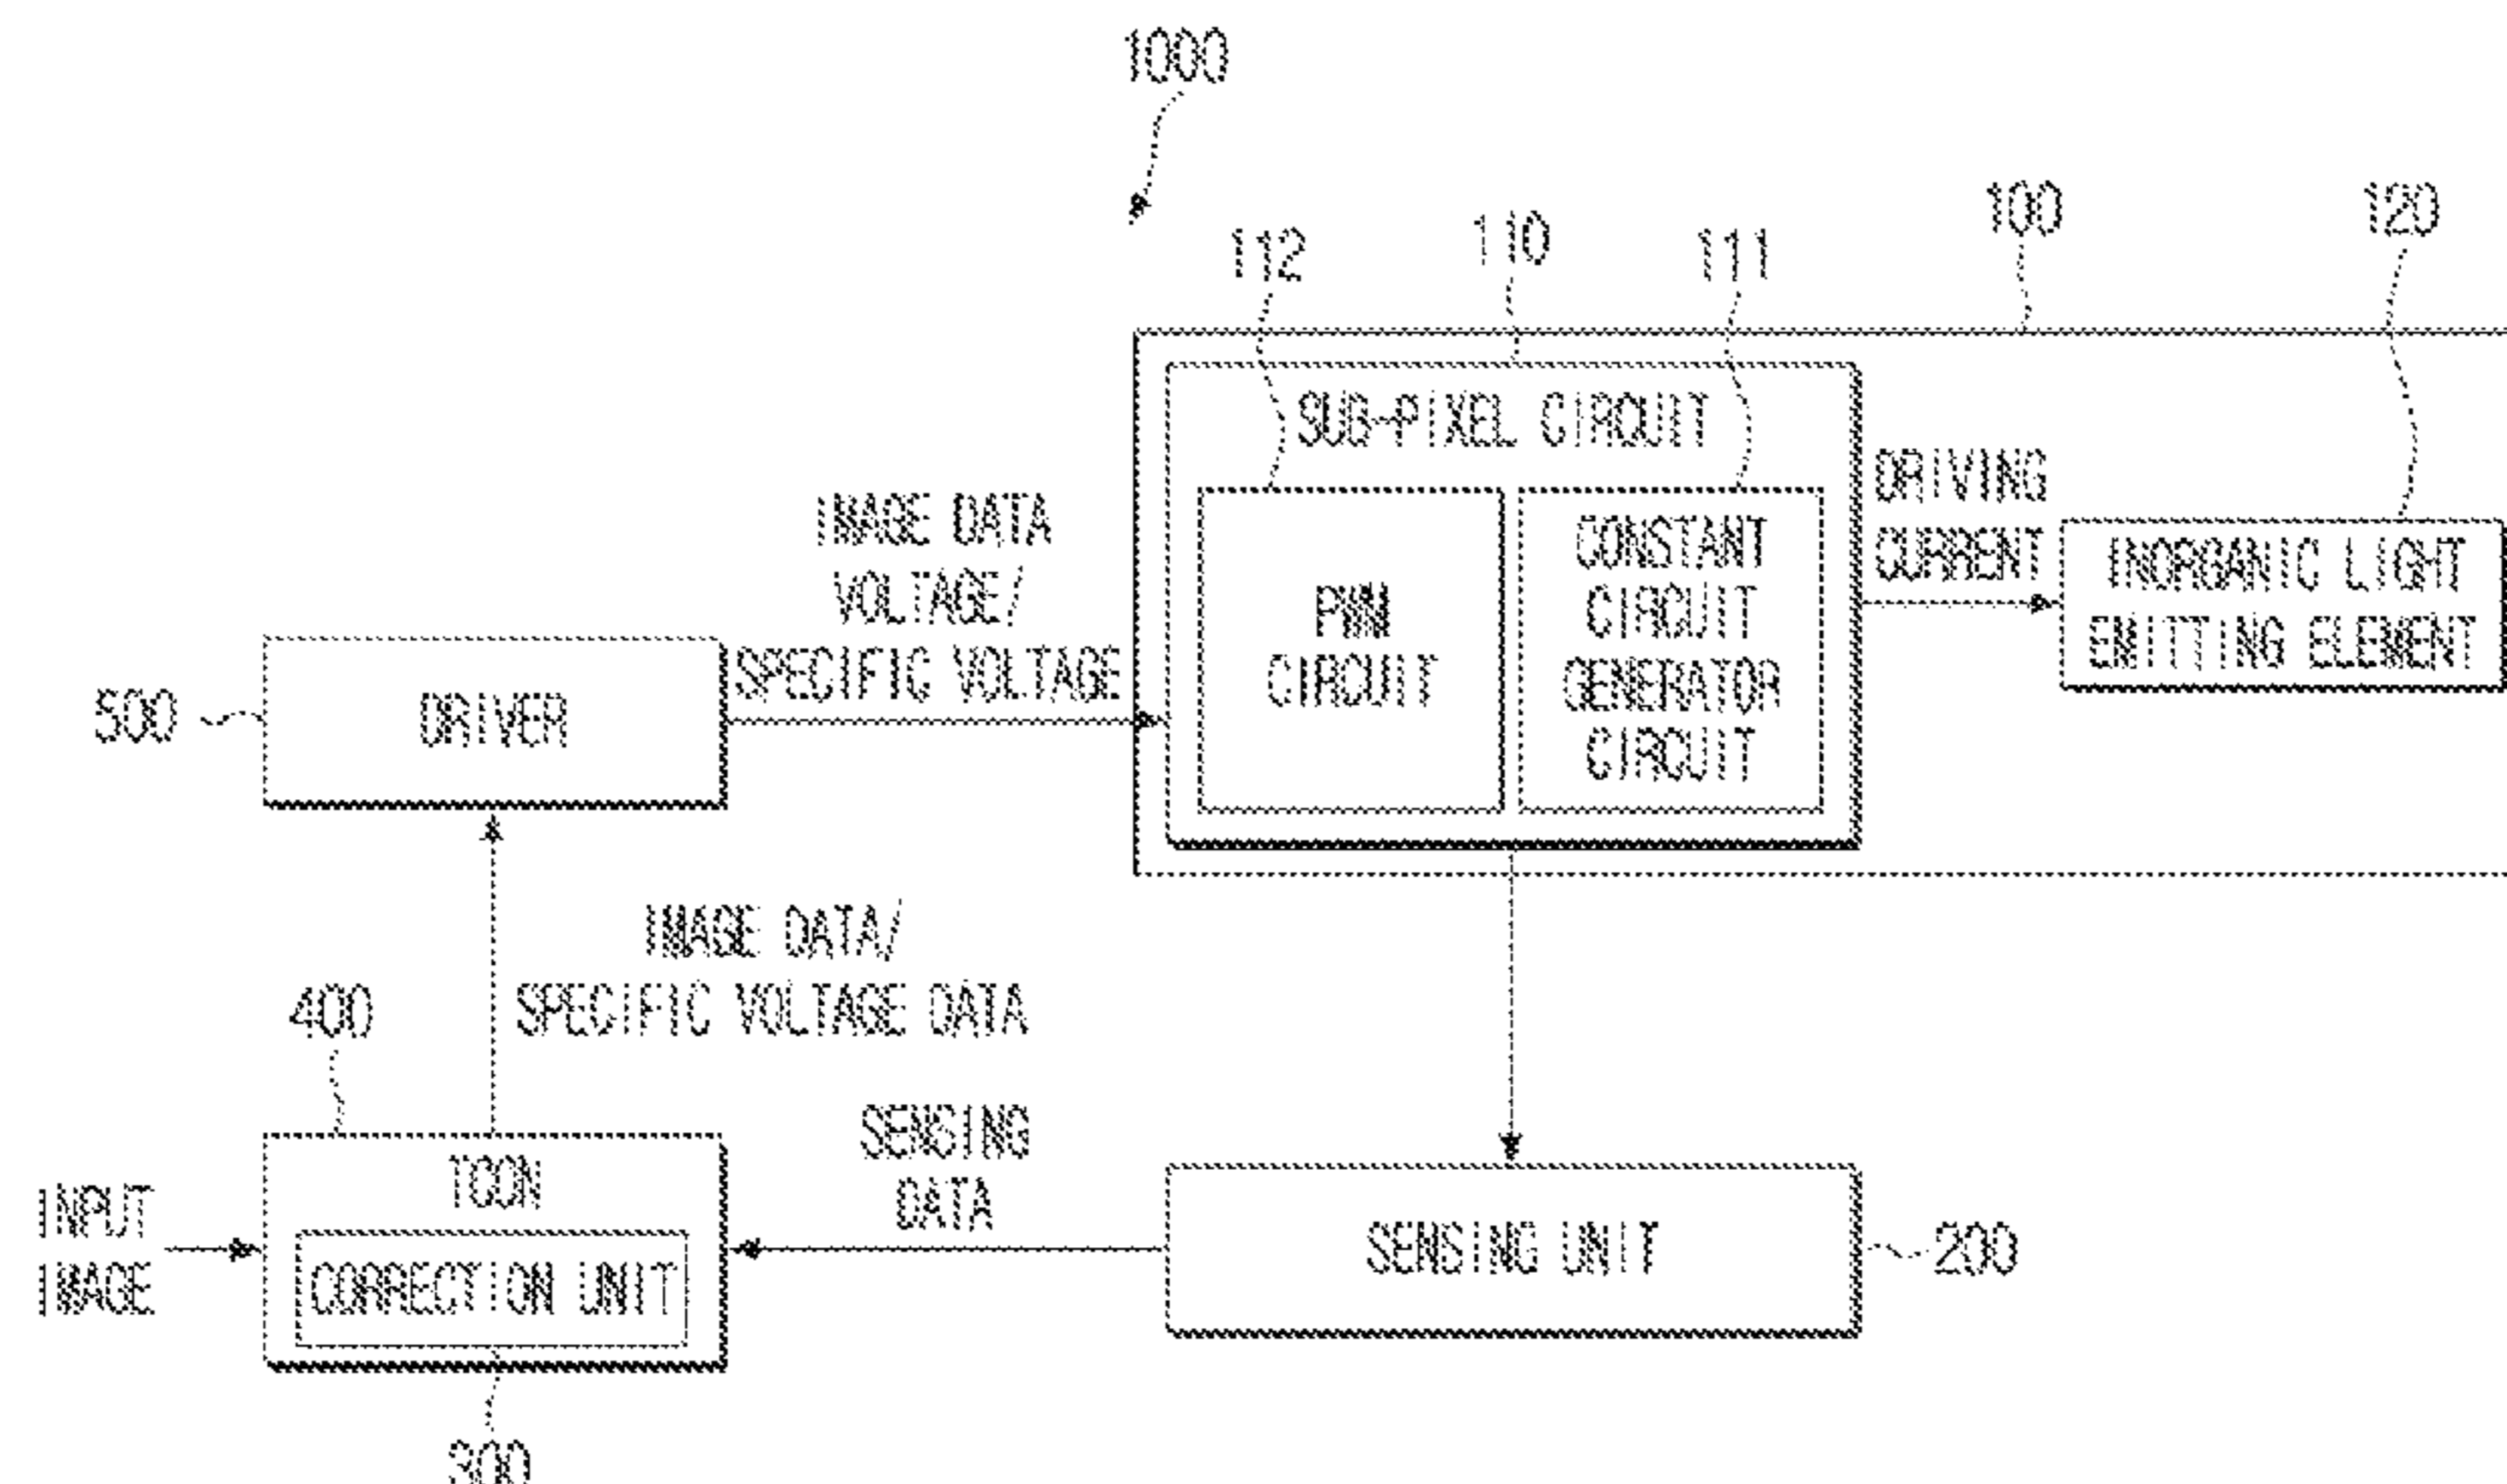 1000
100
120
112
110
111
SUB-PIXEL CIRCUIT
DRIVING
CURRENT
IMAGE DATA
VOLTAGE/
SPECIFIC VOLTAGE
PWM
CIRCUIT
CONSTANT
CIRCUIT
GENERATOR
CIRCUIT
INORGANIC LIGHT
EMITTING ELEMENT
500
DRIVER
IMAGE DATA/
SPECIFIC VOLTAGE DATA
400
SENSING
DATA
TCON
INPUT
IMAGE
CORRECTION UNIT
SENSING UNIT
200
300